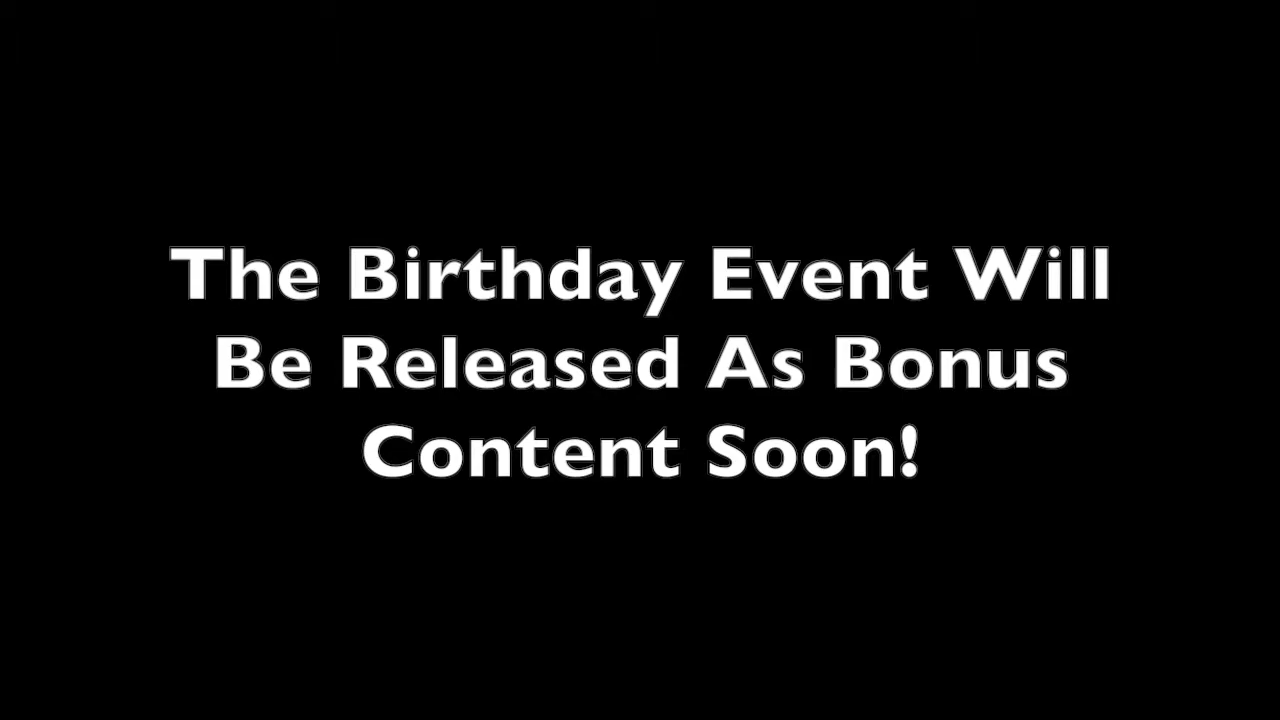 The Birthday Event Will
Be Released As Bonus
Content Soon!